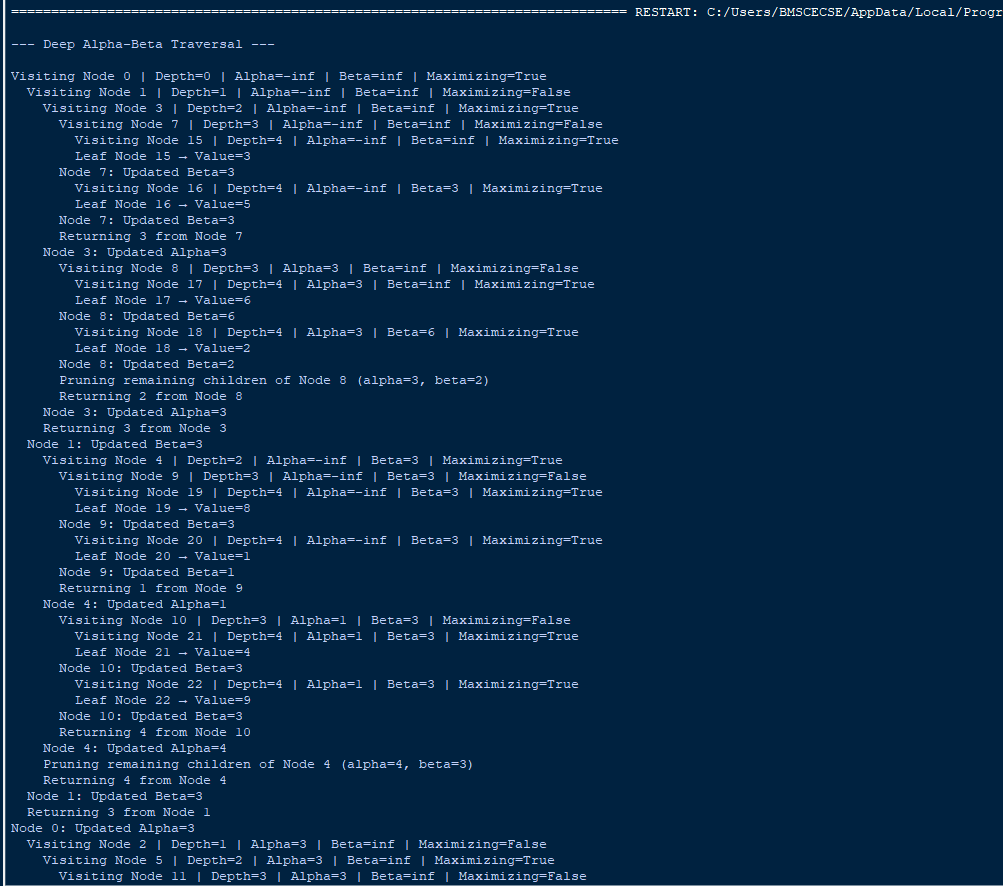 ============================================================================= RESTART: C:/Users/BMSCECSE/AppData/Local/Progr
--- Deep Alpha-Beta Traversal ---
Visiting Node 0 | Depth=0 | Alpha=-inf | Beta=inf | Maximizing=True
Visiting Node 1 | Depth=1 | Alpha=-inf | Beta=inf | Maximizing=False
Visiting Node 3 | Depth=2 | Alpha=-inf | Beta=inf | Maximizing=True
Visiting Node 7 | Depth=3 | Alpha=-inf | Beta=inf | Maximizing=False
Visiting Node 15 | Depth=4 | Alpha=-inf | Beta=inf | Maximizing=True
Leaf Node 15 → Value=3
Node 7: Updated Beta=3
Visiting Node 16 | Depth=4 | Alpha=-inf | Beta=3 | Maximizing=True
Leaf Node 16 → Value=5
Node 7: Updated Beta=3
Returning 3 from Node 7
Node 3: Updated Alpha=3
Visiting Node 8 | Depth=3 | Alpha=3 | Beta=inf | Maximizing=False
Visiting Node 17 | Depth=4 | Alpha=3 | Beta=inf | Maximizing=True
Leaf Node 17 → Value=6
Node 8: Updated Beta=6
Visiting Node 18 | Depth=4 | Alpha=3 | Beta=6 | Maximizing=True
Leaf Node 18 → Value=2
Node 8: Updated Beta=2
Pruning remaining children of Node 8 (alpha=3, beta=2)
Returning 2 from Node 8
Node 3: Updated Alpha=3
Returning 3 from Node 3
Node 1: Updated Beta=3
Visiting Node 4 | Depth=2 | Alpha=-inf | Beta=3 | Maximizing=True
Visiting Node 9 | Depth=3 | Alpha=-inf | Beta=3 | Maximizing=False
Visiting Node 19 | Depth=4 | Alpha=-inf | Beta=3 | Maximizing=True
Leaf Node 19 → Value=8
Node 9: Updated Beta=3
Visiting Node 20 | Depth=4 | Alpha=-inf | Beta=3 | Maximizing=True
Leaf Node 20 → Value=1
Node 9: Updated Beta=1
Returning 1 from Node 9
Node 4: Updated Alpha=1
Visiting Node 10 | Depth=3 | Alpha=1 | Beta=3 | Maximizing=False
Visiting Node 21 | Depth=4 | Alpha=1 | Beta=3 | Maximizing=True
Leaf Node 21 → Value=4
Node 10: Updated Beta=3
Visiting Node 22 | Depth=4 | Alpha=1 | Beta=3 | Maximizing=True
Leaf Node 22 → Value=9
Node 10: Updated Beta=3
Returning 4 from Node 10
Node 4: Updated Alpha=4
Pruning remaining children of Node 4 (alpha=4, beta=3)
Returning 4 from Node 4
Node 1: Updated Beta=3
Returning 3 from Node 1
Node 0: Updated Alpha=3
Visiting Node 2 | Depth=1 | Alpha=3 | Beta=inf | Maximizing=False
Visiting Node 5 | Depth=2 | Alpha=3 | Beta=inf | Maximizing=True
Visiting Node 11 | Depth=3 | Alpha=3 | Beta=inf | Maximizing=False